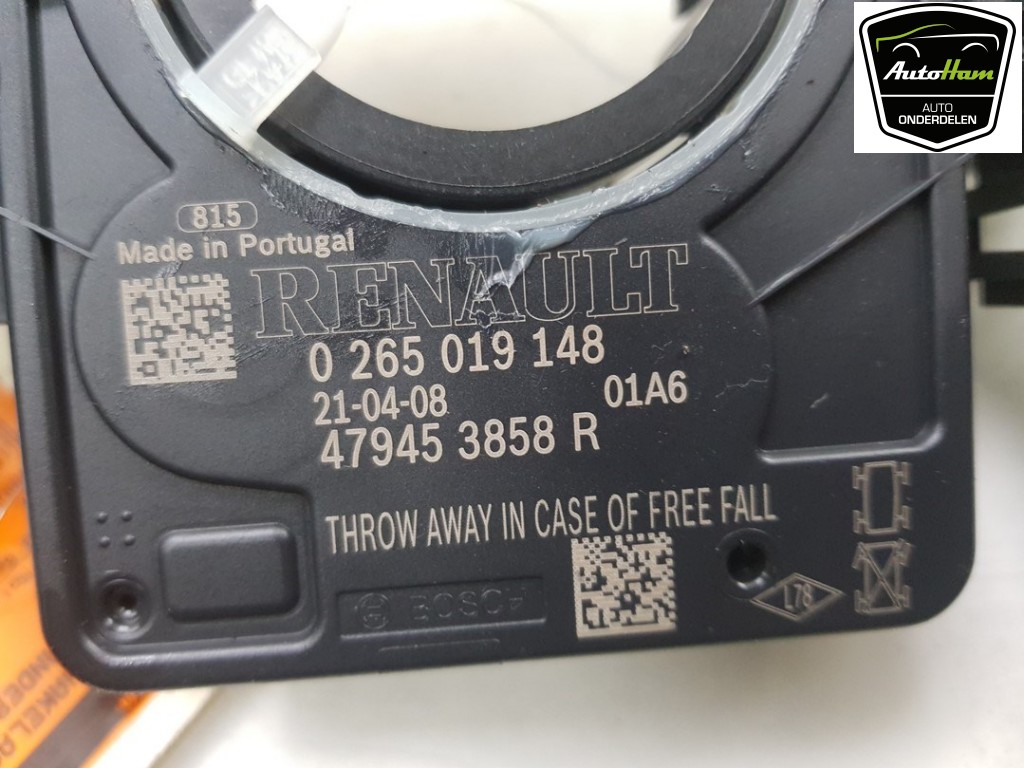 AutoHam
AUTO
ONDERDELEN
815
Made in Portugal
RENAULT
0 265 019 148
21-04-08 01A6
47945 3858 R
THROW AWAY IN CASE OF FREE FALL
BOSCH
L78